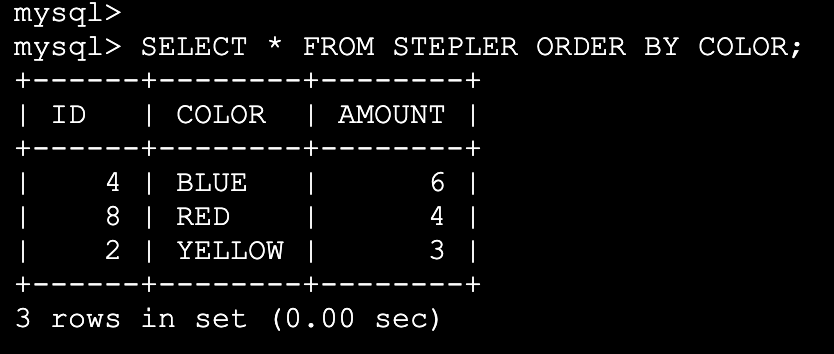 mysql>
mysql> SELECT * FROM STEPLER ORDER BY COLOR;
+------+--------+--------+
| ID   | COLOR  | AMOUNT |
+------+--------+--------+
|    4 | BLUE   |      6 |
|    8 | RED    |      4 |
|    2 | YELLOW |      3 |
+------+--------+--------+
3 rows in set (0.00 sec)